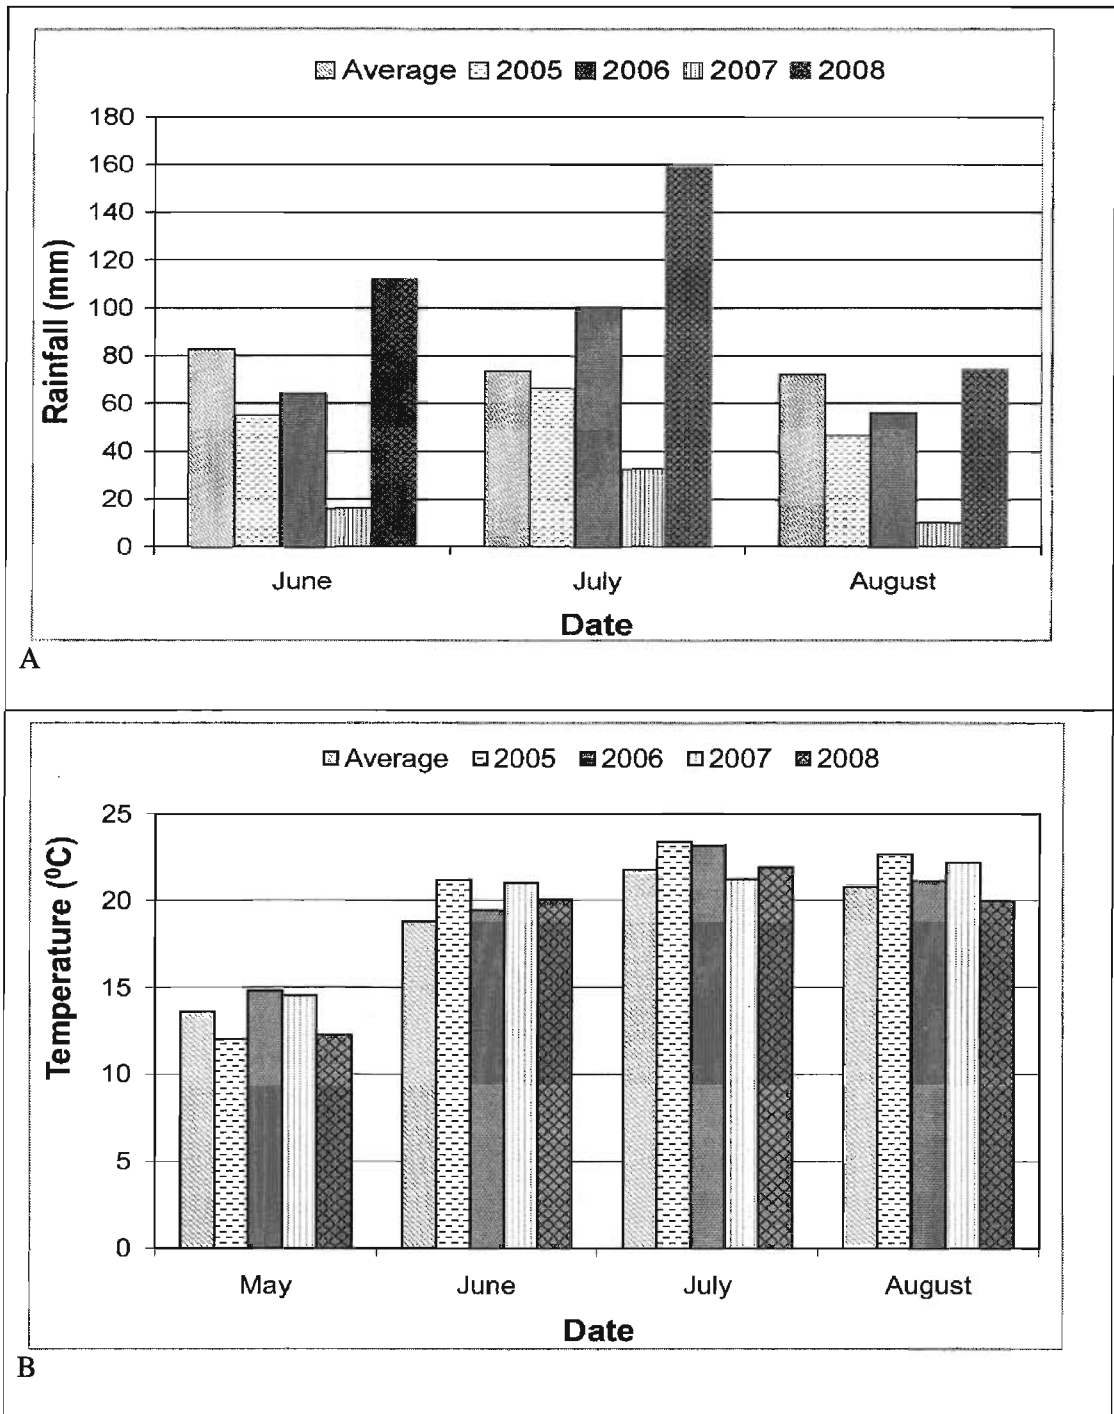 Average 2005 2006 2007 2008
180
160
140
120
100
80
60
40
20
0
Rainfall (mm)
June July August
Date
A
Average 2005 2006 2007 2008
25
20
15
10
5
0
Temperature (⁰C)
May June July August
Date
B